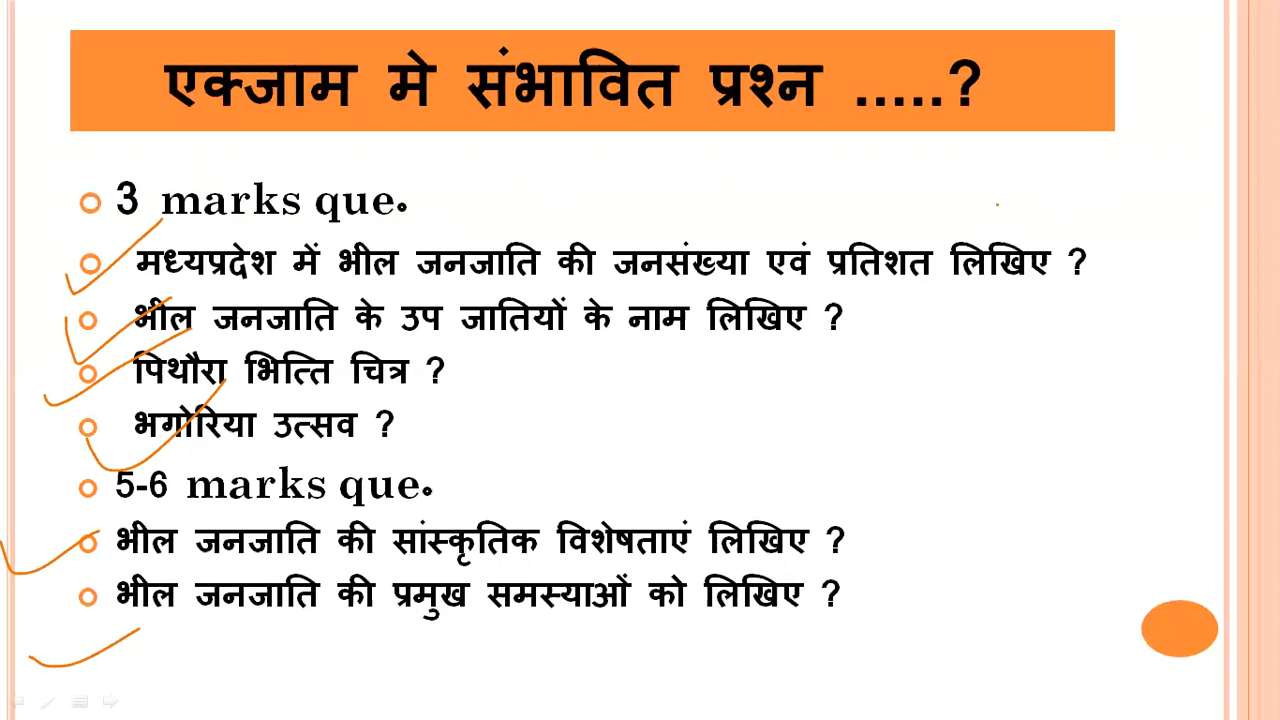 एक्जाम मे संभावित प्रश्न .....?
3 marks que.
मध्यप्रदेश में भील जनजाति की जनसंख्या एवं प्रतिशत लिखिए ?
भील जनजाति के उप जातियों के नाम लिखिए ?
पिथौरा भित्ति चित्र ?
भगोरिया उत्सव ?
5-6 marks que.
भील जनजाति की सांस्कृतिक विशेषताएं लिखिए ?
भील जनजाति की प्रमुख समस्याओं को लिखिए ?